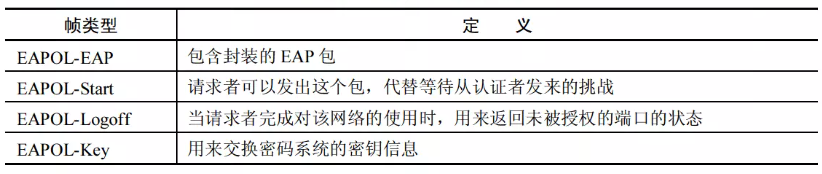 帧类型 定 义
EAPOL-EAP 包含封装的 EAP 包
EAPOL-Start 请求者可以发出这个包，代替等待从认证者发来的挑战
EAPOL-Logoff 当请求者完成对该网络的使用时，用来返回未被授权的端口的状态
EAPOL-Key 用来交换密码系统的密钥信息